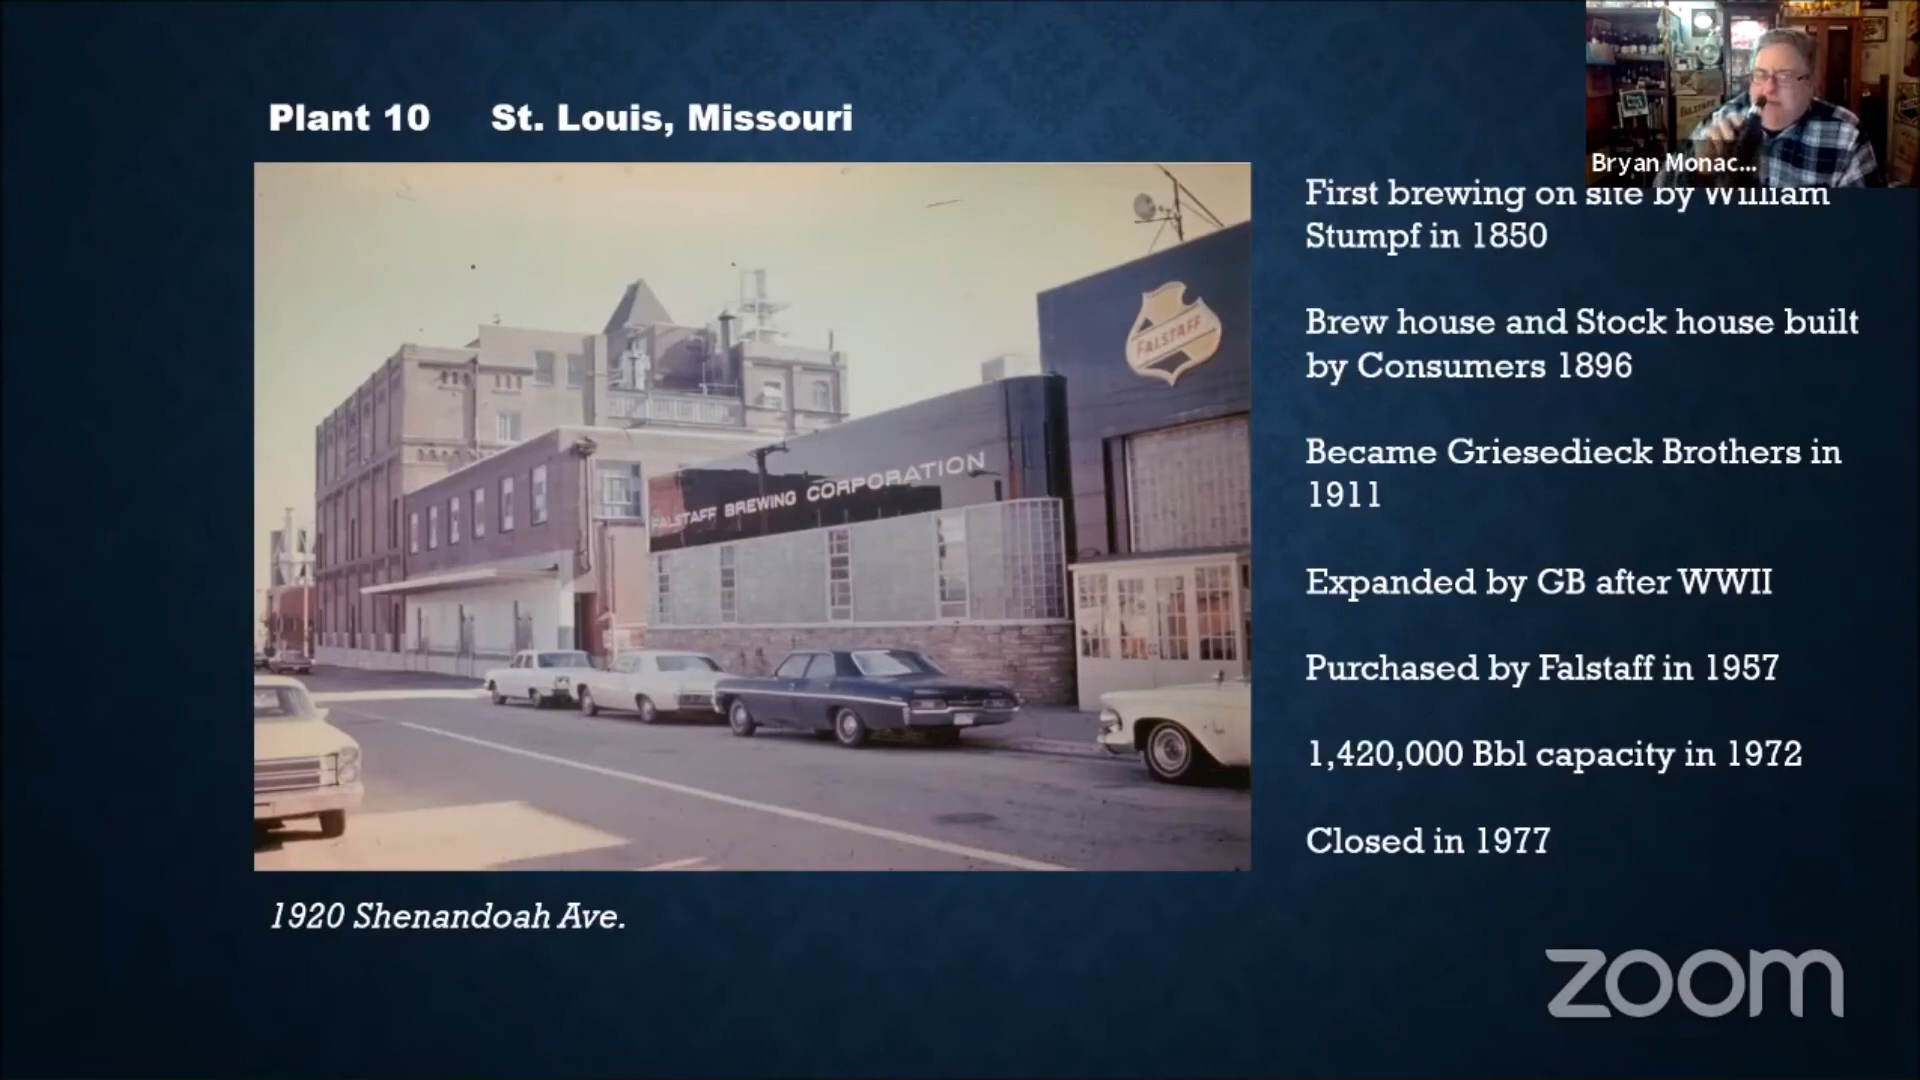 Plant 10 St. Louis, Missouri
Bryan Monac...
First brewing on site by William
Stumpf in 1850
Brew house and Stock house built
by Consumers 1896
Became Griesedieck Brothers in
1911
Expanded by GB after WWII
Purchased by Falstaff in 1957
1,420,000 Bbl capacity in 1972
Closed in 1977
FALSTAFF
FALSTAFF BREWING CORPORATION
1920 Shenandoah Ave.
zoom